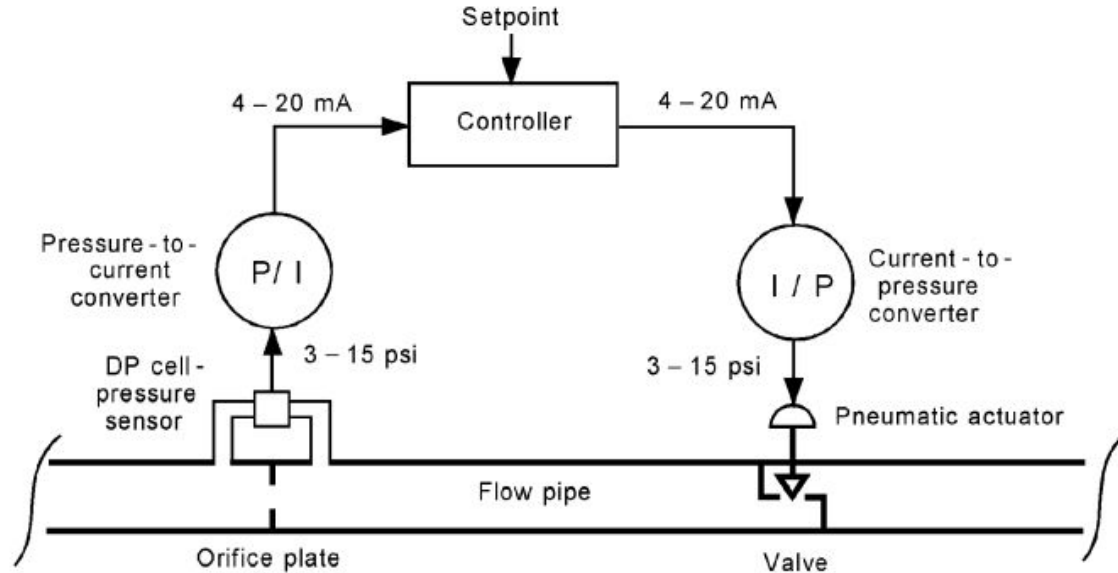 Setpoint
4 – 20 mA
Controller
4 – 20 mA
Pressure - to -
current
converter
P/ I
I / P
Current - to -
pressure
converter
DP cell -
pressure
sensor
3 – 15 psi
3 – 15 psi
Pneumatic actuator
Flow pipe
Orifice plate
Valve